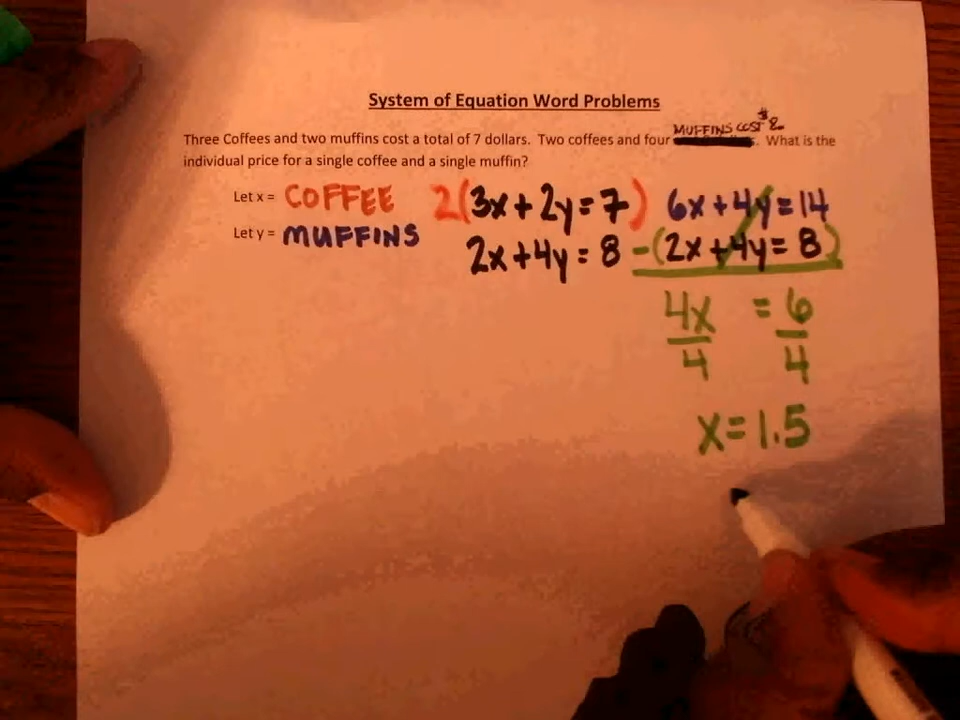 System of Equation Word Problems
MUFFINS COST $8
Three Coffees and two muffins cost a total of 7 dollars. Two coffees and four . What is the
individual price for a single coffee and a single muffin?
Let x = COFFEE 2(3x+2y=7) 6x+4y=14
Let y = MUFFINS 2x+4y=8 -(2x+4y=8)
4x = 6
4 4
x=1.5